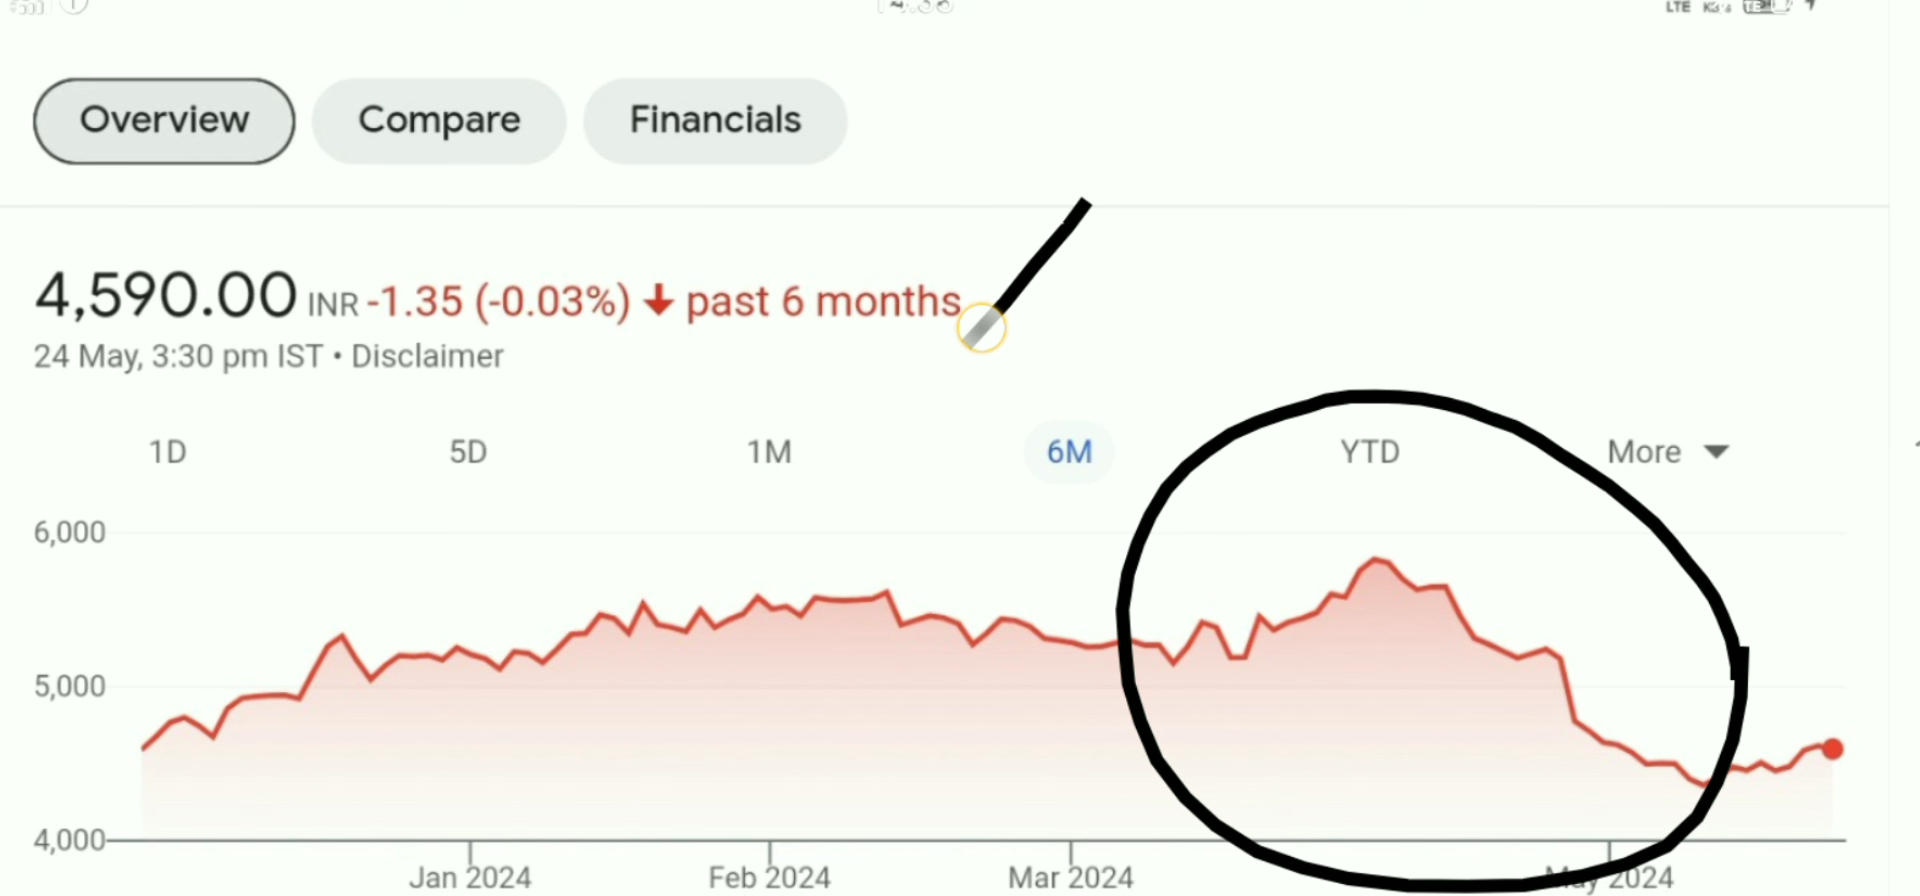 LTE
Overview Compare Financials
4,590.00 INR -1.35 (-0.03%) ↓ past 6 months
24 May, 3:30 pm IST • Disclaimer
1D 5D 1M 6M YTD More
6,000
5,000
4,000
Jan 2024 Feb 2024 Mar 2024 May 2024